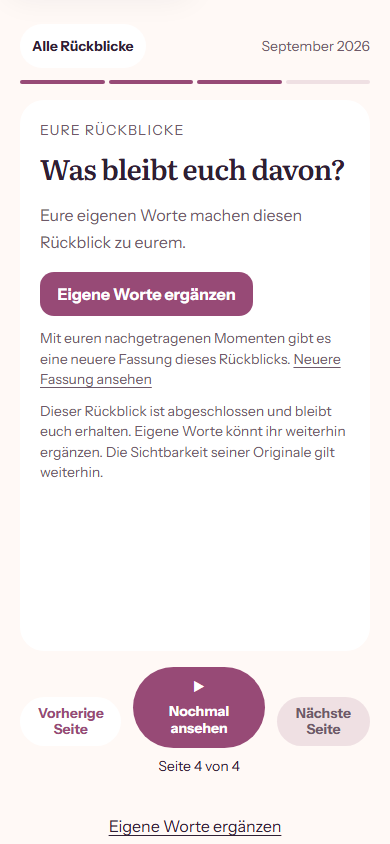 Alle Rückblicke
September 2026
EURE RÜCKBLICKE
Was bleibt euch davon?
Eure eigenen Worte machen diesen
Rückblick zu eurem.
Eigene Worte ergänzen
Mit euren nachgetragenen Momenten gibt es
eine neuere Fassung dieses Rückblicks. Neuere
Fassung ansehen
Dieser Rückblick ist abgeschlossen und bleibt
euch erhalten. Eigene Worte könnt ihr weiterhin
ergänzen. Die Sichtbarkeit seiner Originale gilt
weiterhin.
Vorherige
Seite
Nochmal
ansehen
Nächste
Seite
Seite 4 von 4
Eigene Worte ergänzen